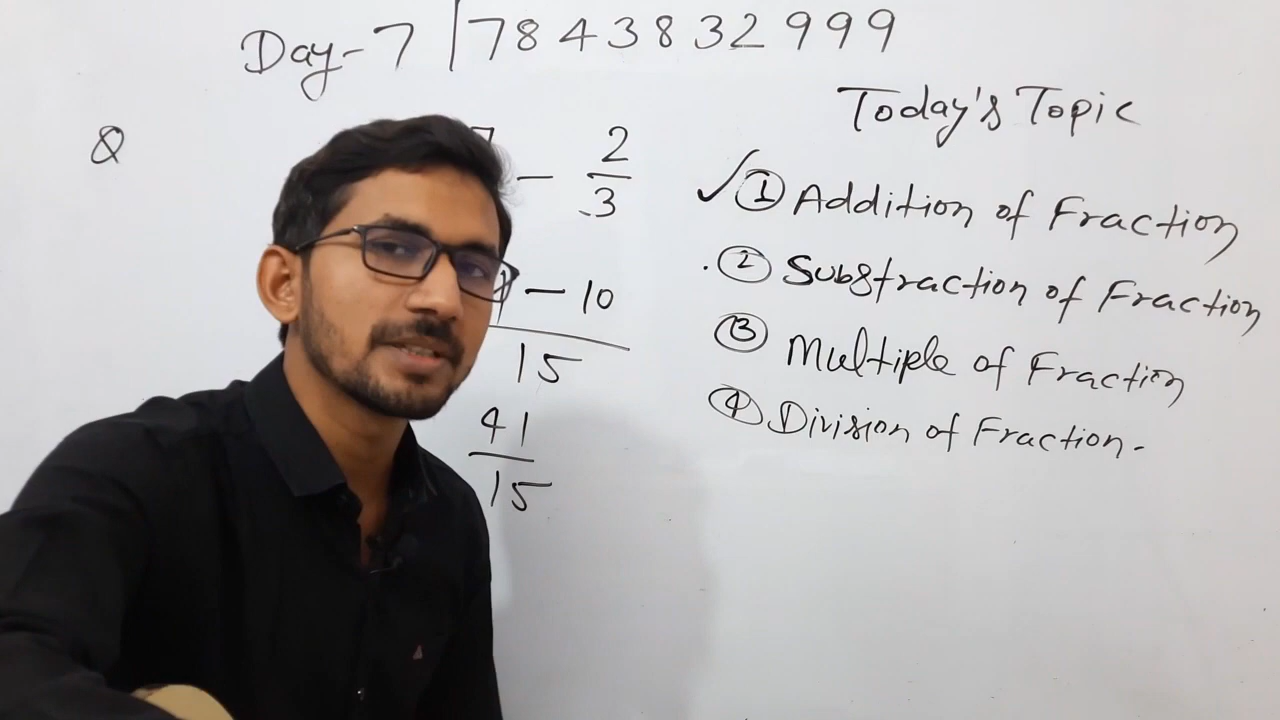 Day-7 | 7843832999
Today's Topic
Q
- 2/3
- 10
15
41
15
✓ ① Addition of Fraction
② Subgtraction of Fraction
③ Multiple of Fraction
④ Division of Fraction-